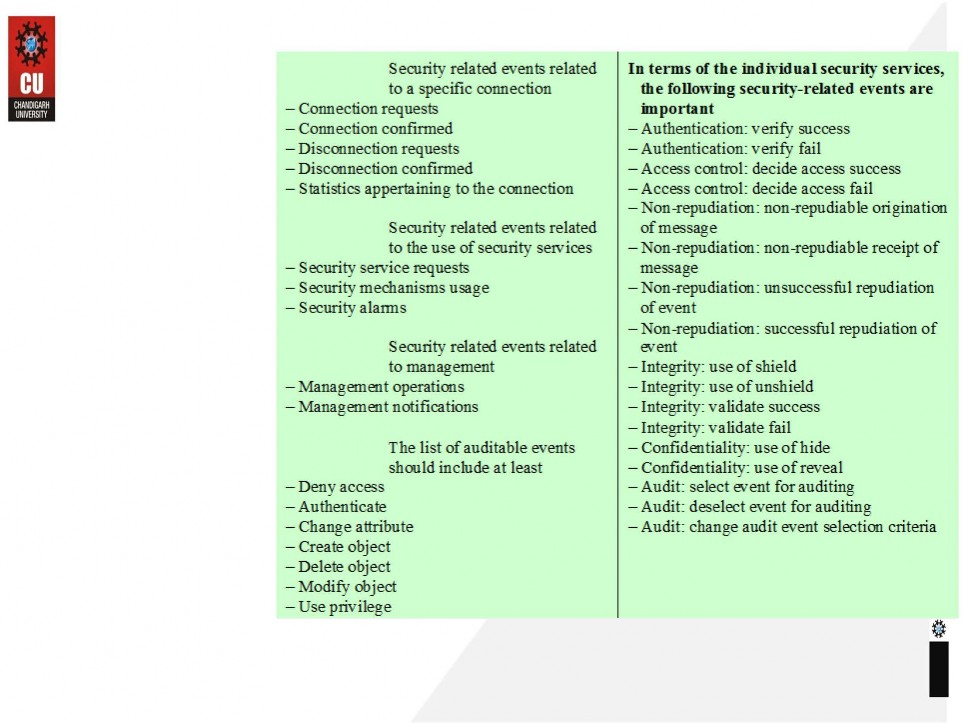 CU
CHANDIGARH
UNIVERSITY
Security related events related
to a specific connection
– Connection requests
– Connection confirmed
– Disconnection requests
– Disconnection confirmed
– Statistics appertaining to the connection
Security related events related
to the use of security services
– Security service requests
– Security mechanisms usage
– Security alarms
Security related events related
to management
– Management operations
– Management notifications
The list of auditable events
should include at least
– Deny access
– Authenticate
– Change attribute
– Create object
– Delete object
– Modify object
– Use privilege
In terms of the individual security services,
the following security-related events are
important
– Authentication: verify success
– Authentication: verify fail
– Access control: decide access success
– Access control: decide access fail
– Non-repudiation: non-repudiable origination
of message
– Non-repudiation: non-repudiable receipt of
message
– Non-repudiation: unsuccessful repudiation
of event
– Non-repudiation: successful repudiation of
event
– Integrity: use of shield
– Integrity: use of unshield
– Integrity: validate success
– Integrity: validate fail
– Confidentiality: use of hide
– Confidentiality: use of reveal
– Audit: select event for auditing
– Audit: deselect event for auditing
– Audit: change audit event selection criteria